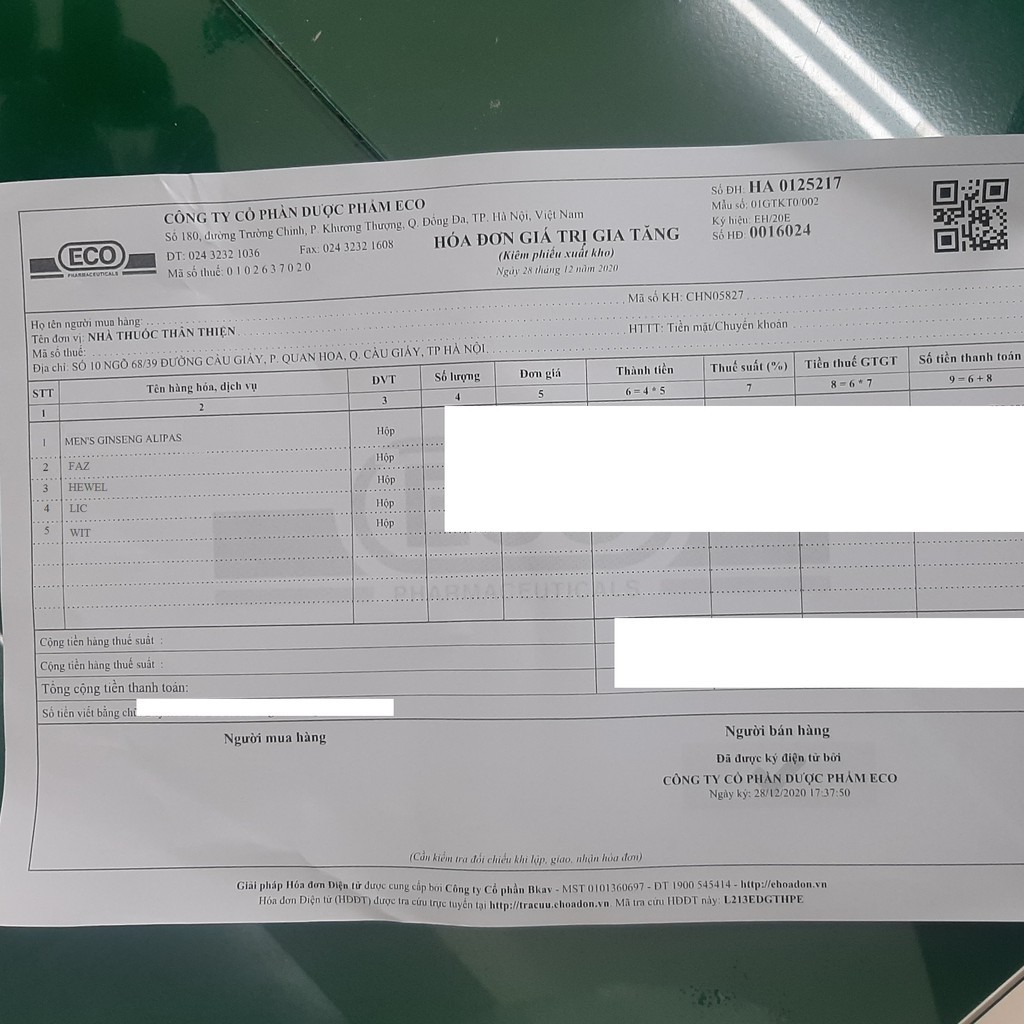 CÔNG TY CỔ PHẦN DƯỢC PHẨM ECO
Số 180, đường Trường Chinh, P. Khương Thượng, Q. Đống Đa, TP. Hà Nội, Việt Nam
DT: 024 3232 1036 Fax: 024 3232 1608
Mã số thuế: 0102637020
ECO
PHARMACEUTICALS
HÓA ĐƠN GIÁ TRỊ GIA TĂNG
(Kiêm phiếu xuất kho)
Ngày 28 tháng 12 năm 2020
Số ĐH: HA 0125217
Mẫu số: 01GTKT0/002
Ký hiệu: EH/20E
Số HĐ: 0016024
Họ tên người mua hàng:
Mã số KH: CHN05827
Tên đơn vị: NHÀ THUỐC THÂN THIỆN
Mã số thuế:
HTTT: Tiền mặt/Chuyển khoản
Địa chỉ: SỐ 10 NGÕ 68/39 ĐƯỜNG CẦU GIẤY, P. QUAN HOA, Q. CẦU GIẤY, TP HÀ NỘI
STT Tên hàng hóa, dịch vụ ĐVT Số lượng Đơn giá Thành tiền Thuế suất (%) Tiền thuế GTGT Số tiền thanh toán
1 2 3 4 5 6 = 4 * 5 7 8 = 6 * 7 9 = 6 + 8
1 MEN'S GINSENG ALIPAS Hộp
2 FAZ Hộp
3 HEWEL Hộp
4 LIC Hộp
5 WIT Hộp
PHARMACEUTICALS
Cộng tiền hàng thuế suất :
Cộng tiền hàng thuế suất :
Tổng cộng tiền thanh toán:
Số tiền viết bằng
Người mua hàng
Người bán hàng
Đã được ký điện tử bởi
CÔNG TY CỔ PHẦN DƯỢC PHẨM ECO
Ngày ký: 28/12/2020 17:37:50
(Cần kiểm tra đối chiếu khi lập, giao, nhận hóa đơn)
Giải pháp Hóa đơn Điện tử được cung cấp bởi Công ty Cổ phần Bkav - MST 0101360697 - ĐT 1900 545414 - http://ehoadon.vn
Hóa đơn Điện tử (HĐĐT) được tra cứu trực tuyến tại http://tracuu.ehoadon.vn. Mã tra cứu HĐĐT này: L213EDGTHPE